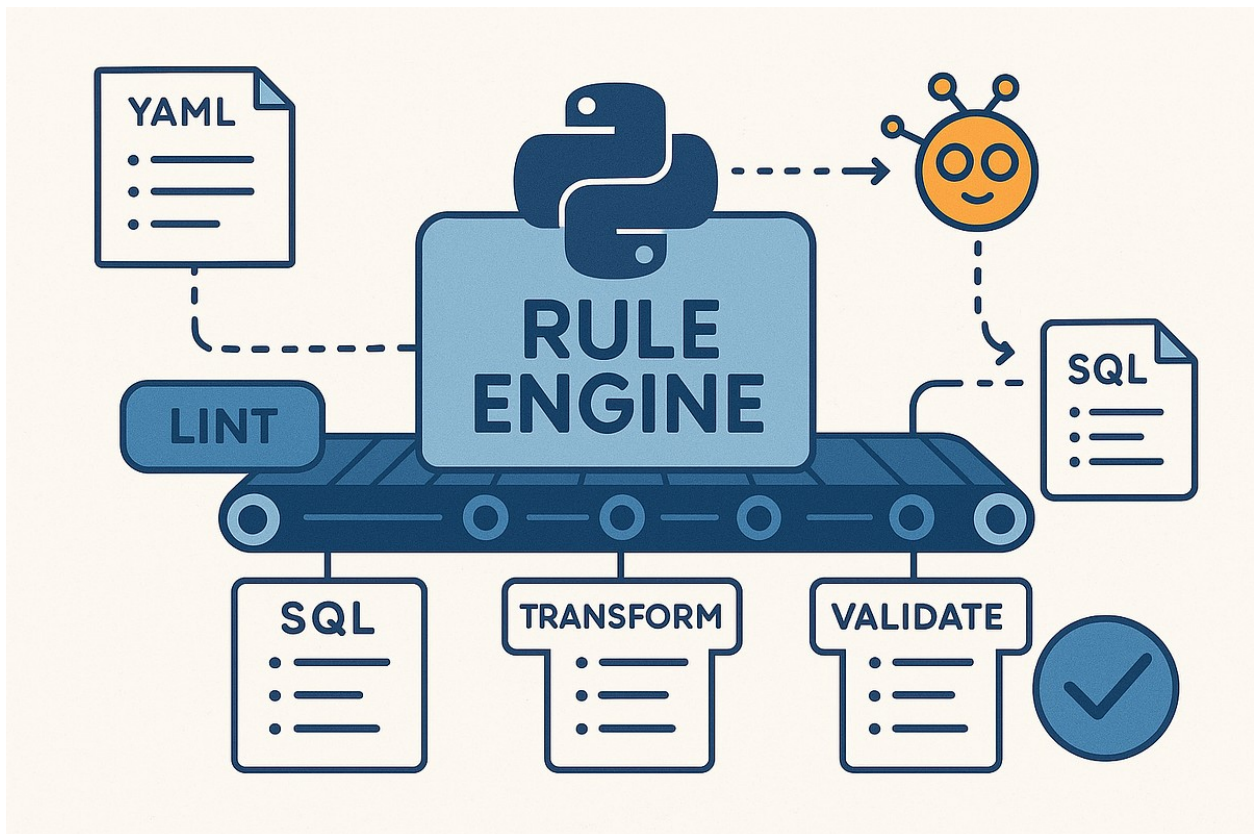 YAML
RULE
ENGINE
SQL
LINT
SQL
TRANSFORM
VALIDATE